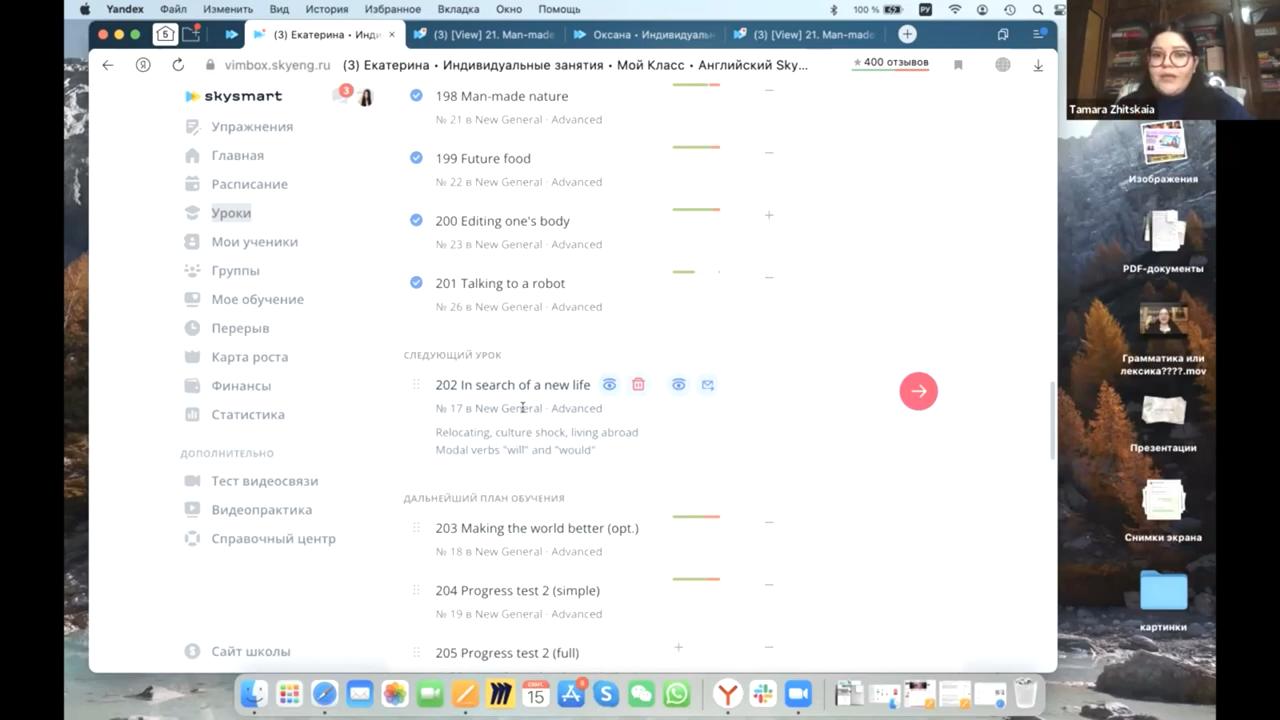 Yandex Файл Изменить Вид История Избранное Вкладка Окно Помощь 100 % РУ
5 (3) Екатерина • Инди × (3) [View] 21. Man-made Оксана • Индивидуаль (3) [View] 21. Man-made
Я vimbox.skyeng.ru (3) Екатерина • Индивидуальные занятия • Мой Класс • Английский Sky... ★ 400 отзывов
Tamara Zhitskaia
skysmart 3
Упражнения
Главная
Расписание
Уроки
Мои ученики
Группы
Мое обучение
Перерыв
Карта роста
Финансы
Статистика
ДОПОЛНИТЕЛЬНО
Тест видеосвязи
Видеопрактика
Справочный центр
Сайт школы
198 Man-made nature
№ 21 в New General · Advanced
199 Future food
№ 22 в New General · Advanced
200 Editing one's body
№ 23 в New General · Advanced
201 Talking to a robot
№ 26 в New General · Advanced
СЛЕДУЮЩИЙ УРОК
202 In search of a new life
№ 17 в New General · Advanced
Relocating, culture shock, living abroad
Modal verbs "will" and "would"
ДАЛЬНЕЙШИЙ ПЛАН ОБУЧЕНИЯ
203 Making the world better (opt.)
№ 18 в New General · Advanced
204 Progress test 2 (simple)
№ 19 в New General · Advanced
205 Progress test 2 (full)
Изображения
PDF-документы
Грамматика или
лексика????.mov
Презентации
Снимки экрана
картинки
СЕНТ.
15